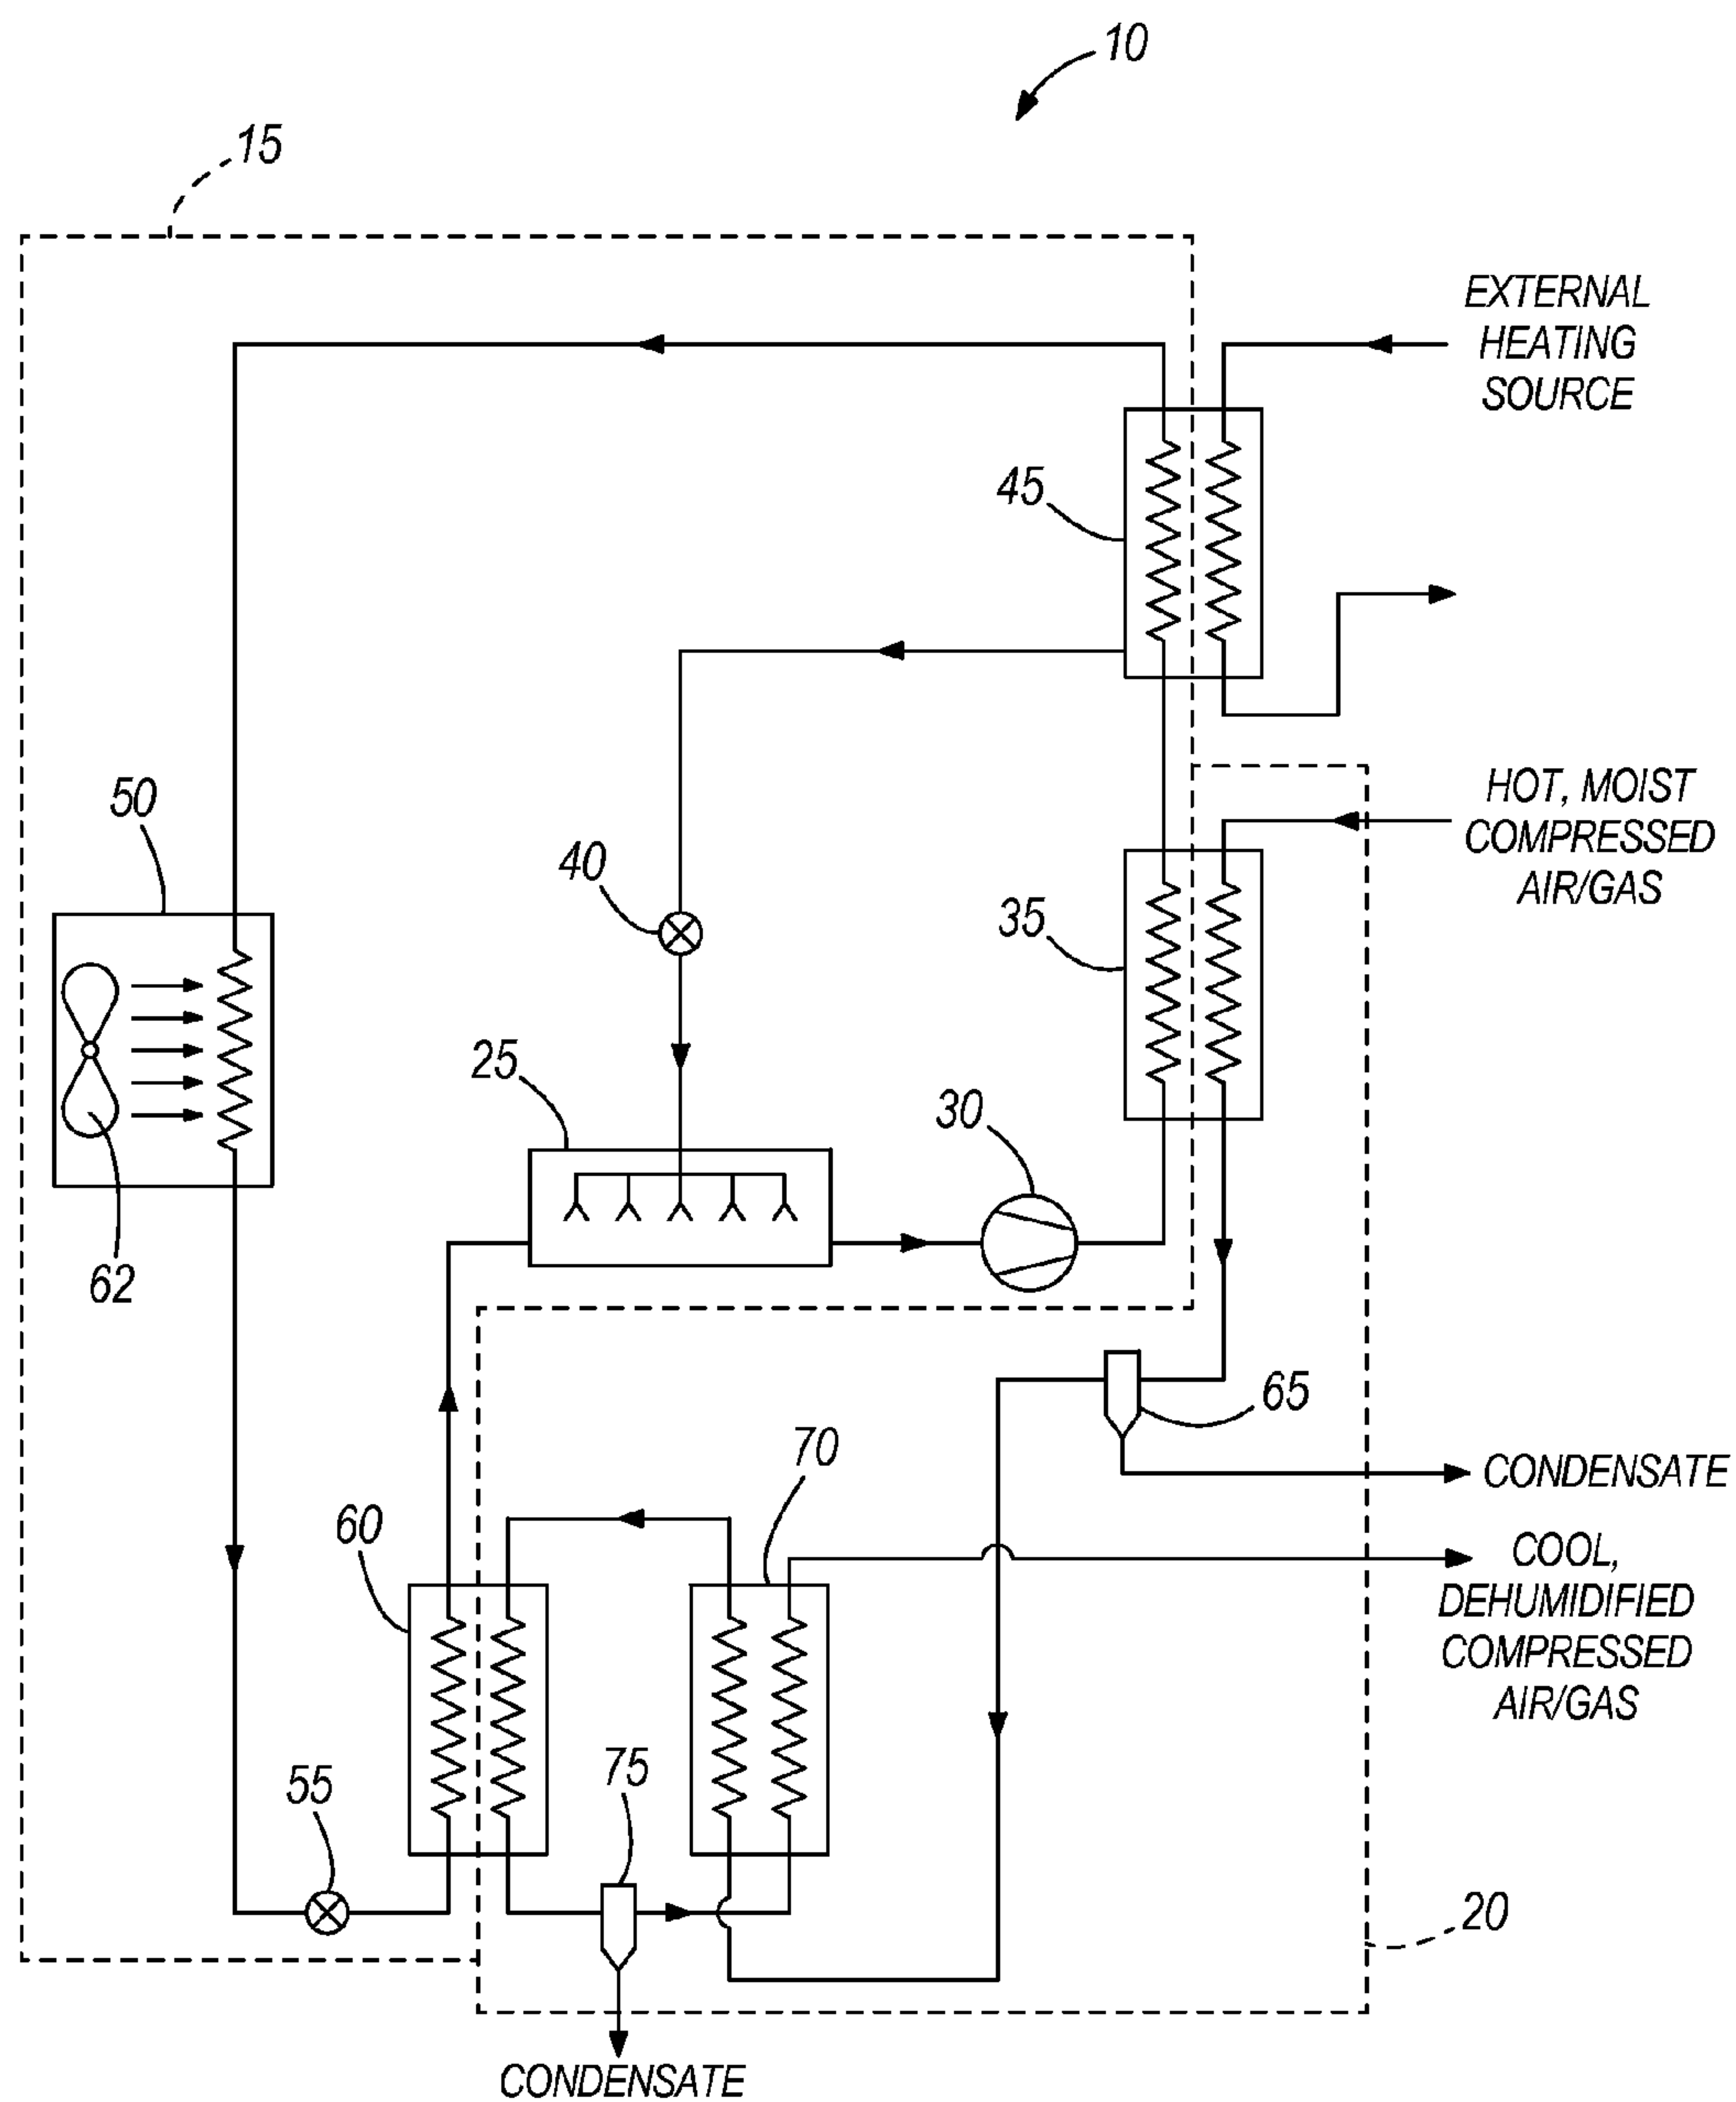 10
15
EXTERNAL
HEATING
SOURCE
45
50
HOT, MOIST
COMPRESSED
AIR/GAS
40
35
25
30
62
65
70
CONDENSATE
60
COOL,
DEHUMIDIFIED
COMPRESSED
AIR/GAS
75
55
20
CONDENSATE